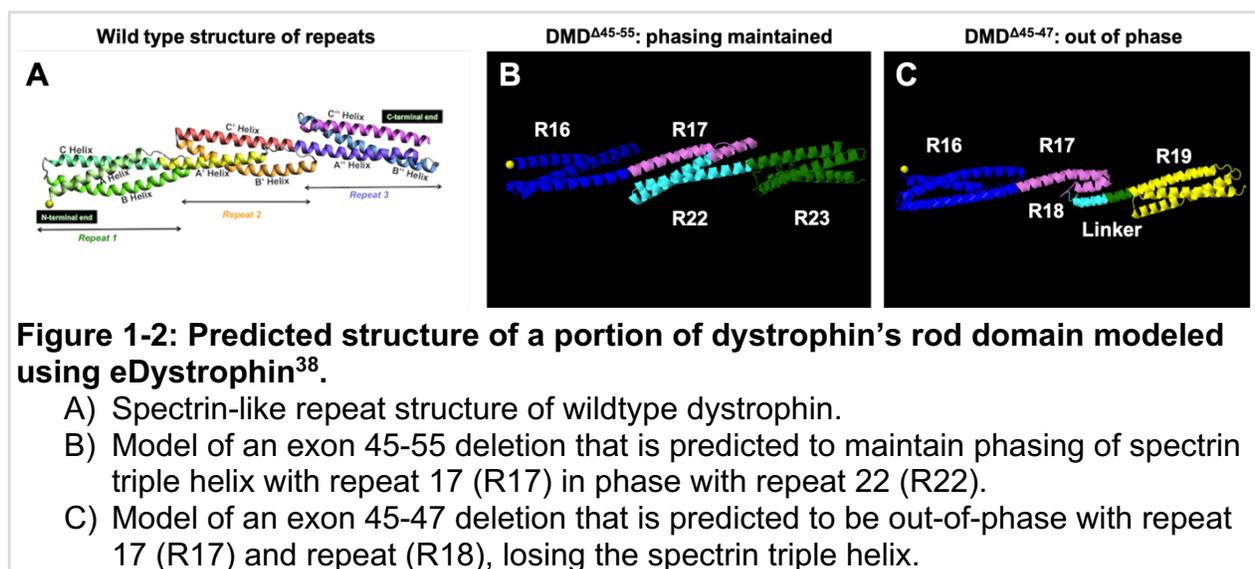 Wild type structure of repeats
DMDΔ45-55: phasing maintained
DMDΔ45-47: out of phase
A
C Helix
A Helix
B Helix
N-terminal end
Repeat 1
C' Helix
A' Helix
B' Helix
Repeat 2
C'' Helix
C-terminal end
A'' Helix
B'' Helix
Repeat 3
B
R16
R17
R22
R23
C
R16
R17
R19
R18
Linker
Figure 1-2: Predicted structure of a portion of dystrophin’s rod domain modeled
using eDystrophin38.
A) Spectrin-like repeat structure of wildtype dystrophin.
B) Model of an exon 45-55 deletion that is predicted to maintain phasing of spectrin
triple helix with repeat 17 (R17) in phase with repeat 22 (R22).
C) Model of an exon 45-47 deletion that is predicted to be out-of-phase with repeat
17 (R17) and repeat (R18), losing the spectrin triple helix.